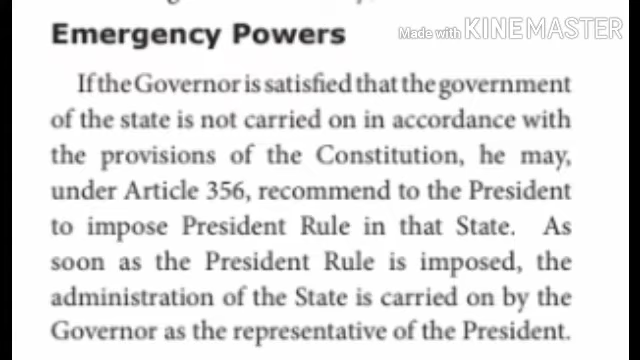 Emergency Powers
Made with KINEMASTER
If the Governor is satisfied that the government
of the state is not carried on in accordance with
the provisions of the Constitution, he may,
under Article 356, recommend to the President
to impose President Rule in that State. As
soon as the President Rule is imposed, the
administration of the State is carried on by the
Governor as the representative of the President.